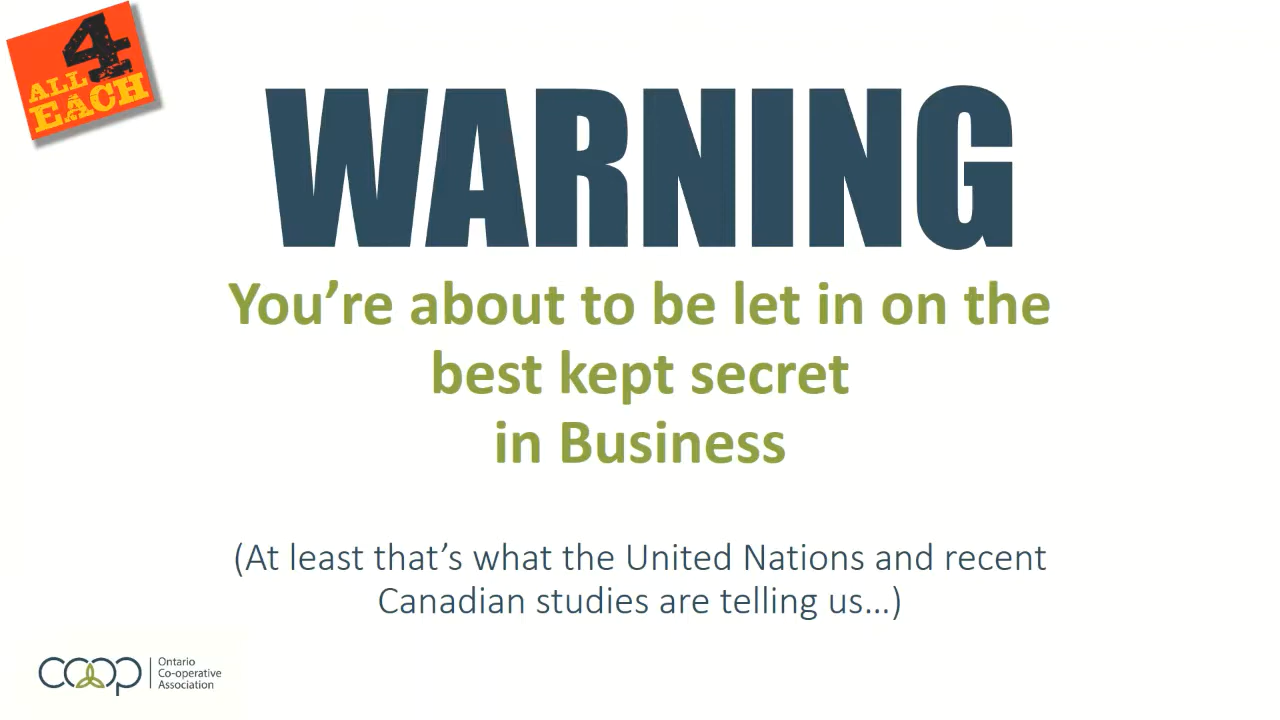 4
ALL
EACH
WARNING
You’re about to be let in on the
best kept secret
in Business
(At least that’s what the United Nations and recent
Canadian studies are telling us...)
coop
Ontario
Co-operative
Association